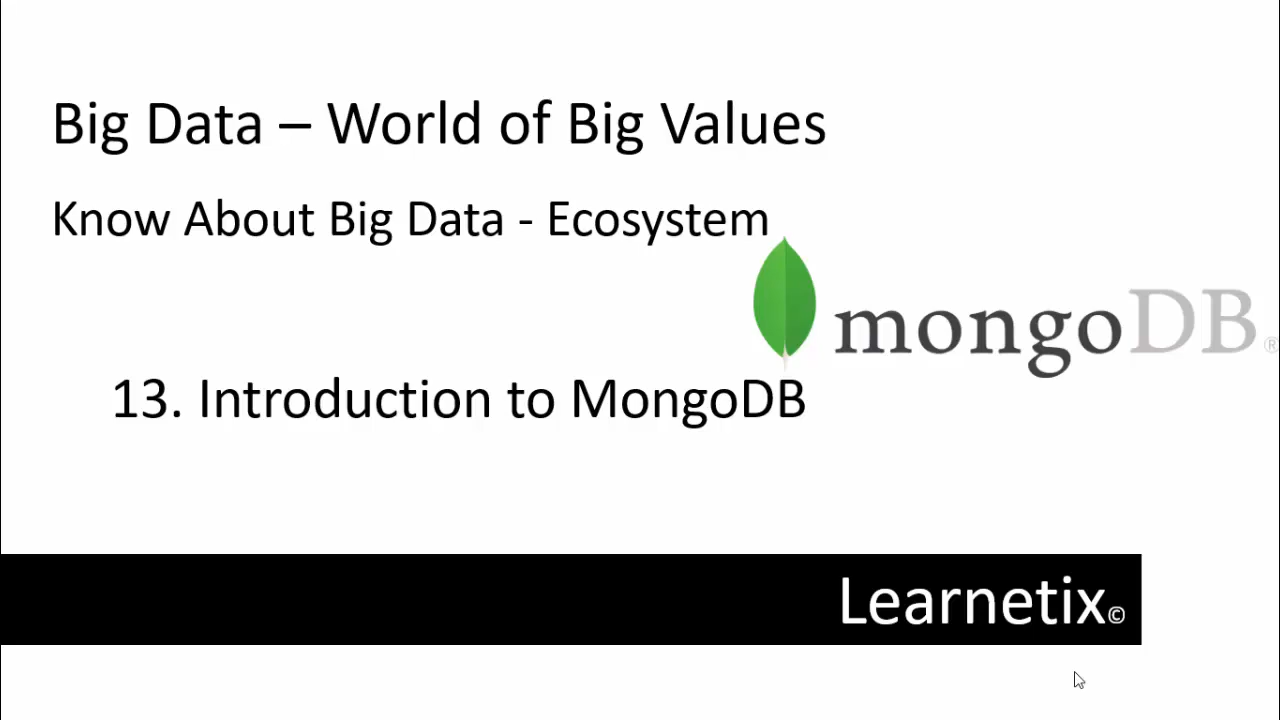 Big Data – World of Big Values
Know About Big Data - Ecosystem
mongoDB®
13. Introduction to MongoDB
Learnetix©